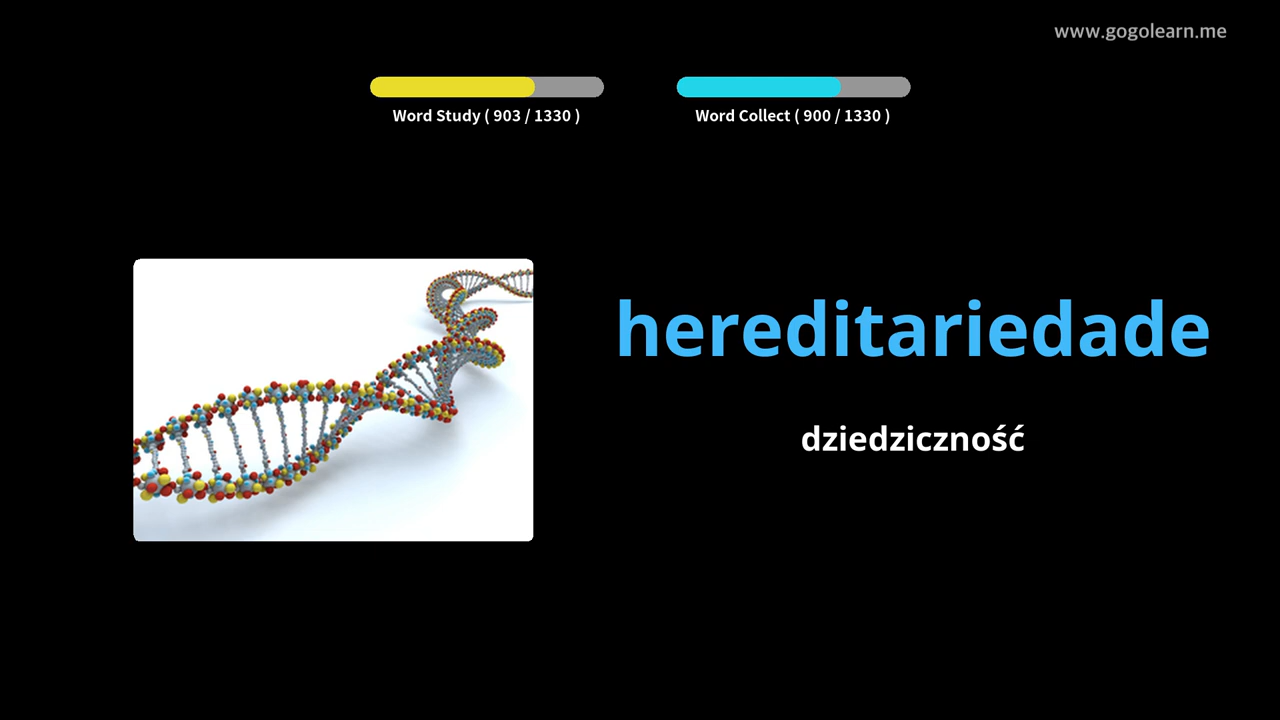 www.gogolearn.me
Word Study ( 903 / 1330 )
Word Collect ( 900 / 1330 )
hereditariedade
dziedziczność